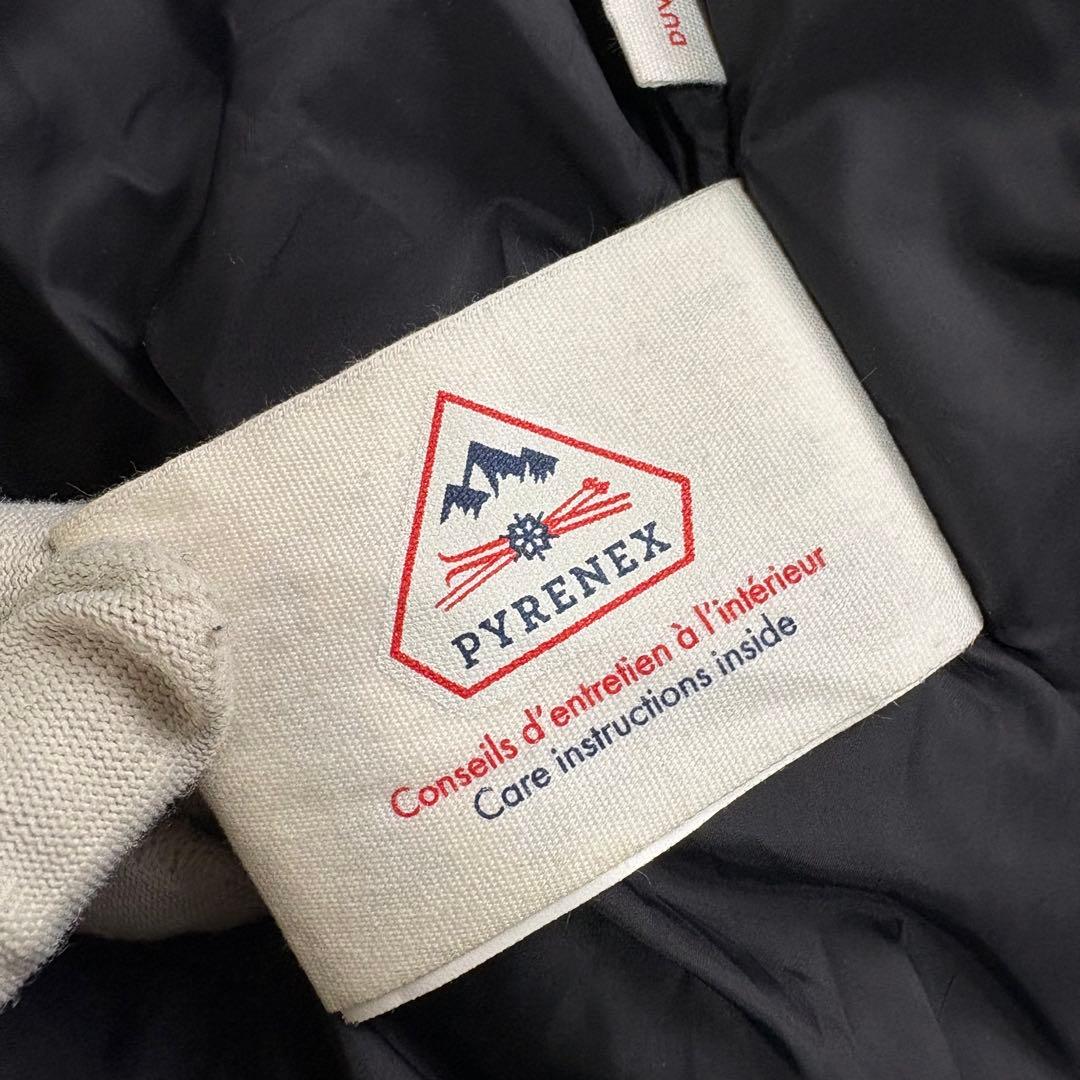 PYRENEX
Conseils d'entretien à l'intérieur
Care instructions inside